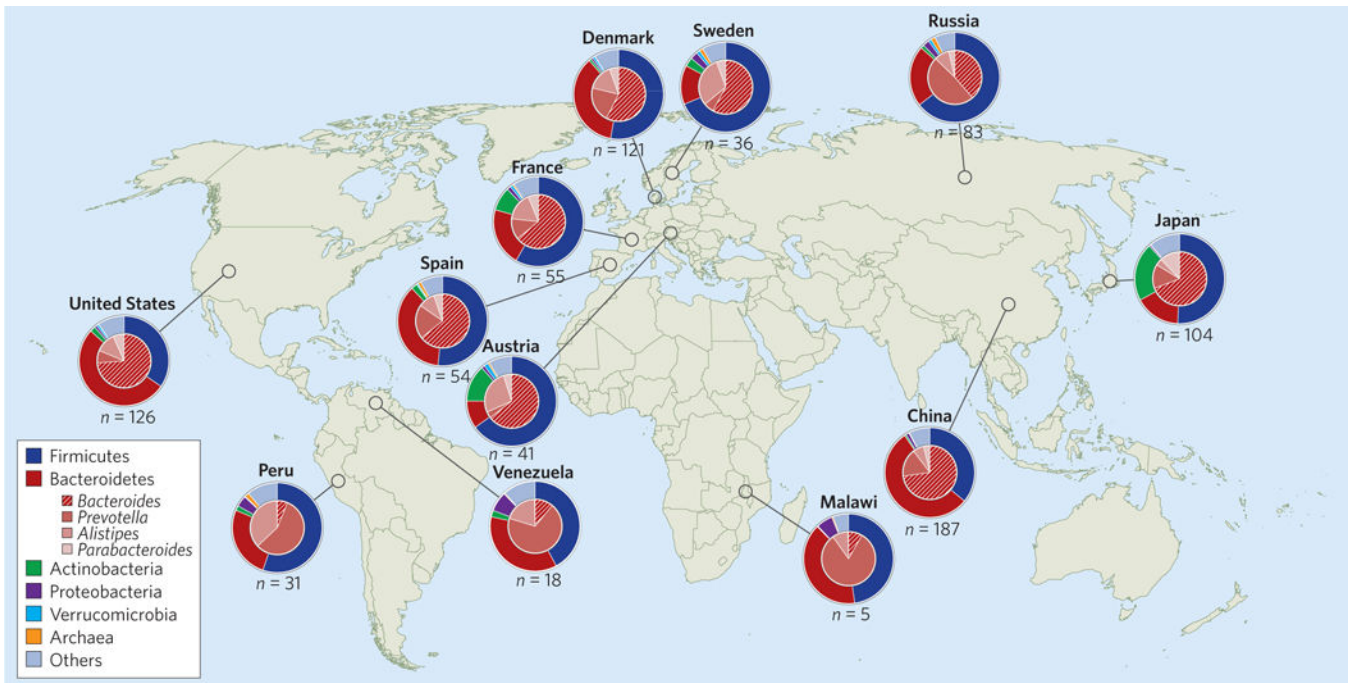 Denmark
n = 121
Sweden
n = 36
Russia
n = 83
France
n = 55
Japan
n = 104
Spain
n = 54
United States
n = 126
Austria
n = 41
China
n = 187
Peru
n = 31
Venezuela
n = 18
Malawi
n = 5
Firmicutes
Bacteroidetes
Bacteroides
Prevotella
Alistipes
Parabacteroides
Actinobacteria
Proteobacteria
Verrucomicrobia
Archaea
Others